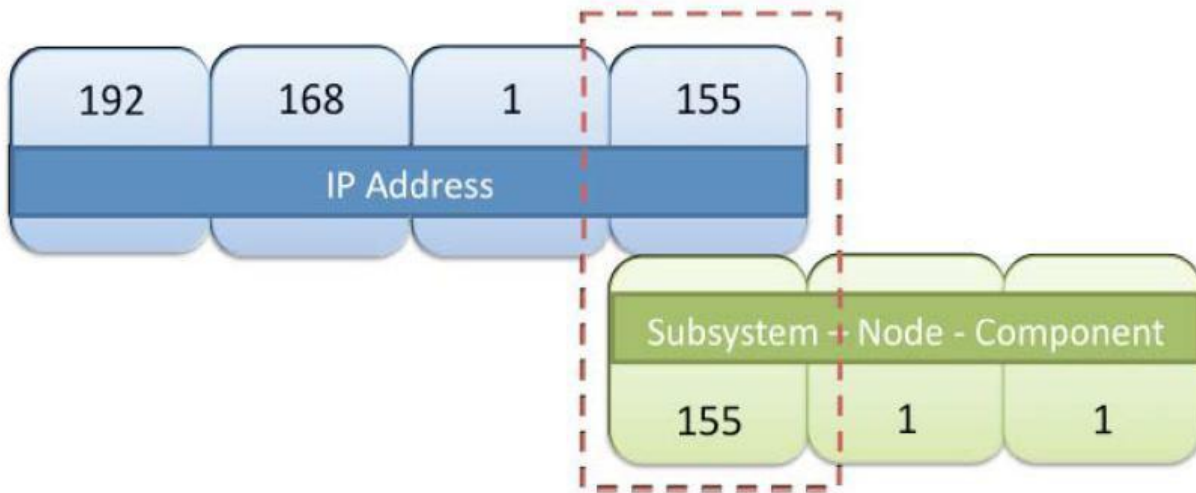 192 168 1 155
IP Address
Subsystem – Node - Component
155 1 1